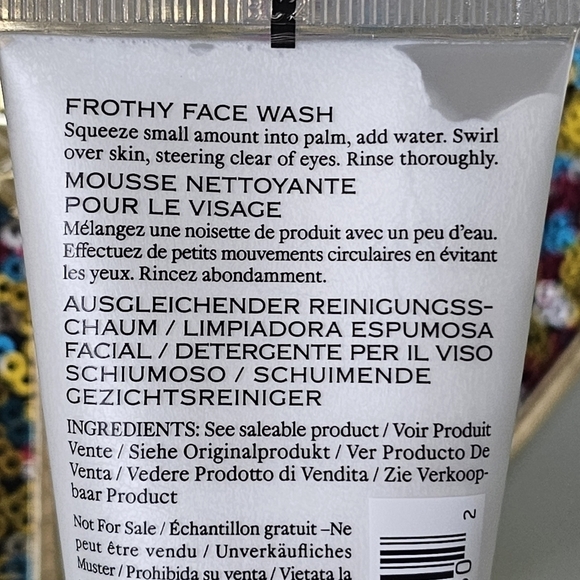 FROTHY FACE WASH
Squeeze small amount into palm, add water. Swirl
over skin, steering clear of eyes. Rinse thoroughly.
MOUSSE NETTOYANTE
POUR LE VISAGE
Mélangez une noisette de produit avec un peu d'eau.
Effectuez de petits mouvements circulaires en évitant
les yeux. Rincez abondamment.
AUSGLEICHENDER REINIGUNGSS-
CHAUM / LIMPIADORA ESPUMOSA
FACIAL / DETERGENTE PER IL VISO
SCHIUMOSO / SCHUIMENDE
GEZICHTSREINIGER
INGREDIENTS: See saleable product / Voir Produit
Vente / Siehe Originalprodukt / Ver Producto De
Venta / Vedere Prodotto di Vendita / Zie Verkoop-
baar Product
Not For Sale / Échantillon gratuit –Ne
peut être vendu / Unverkäufliches
Muster / Prohibida su venta / Vietata la
2